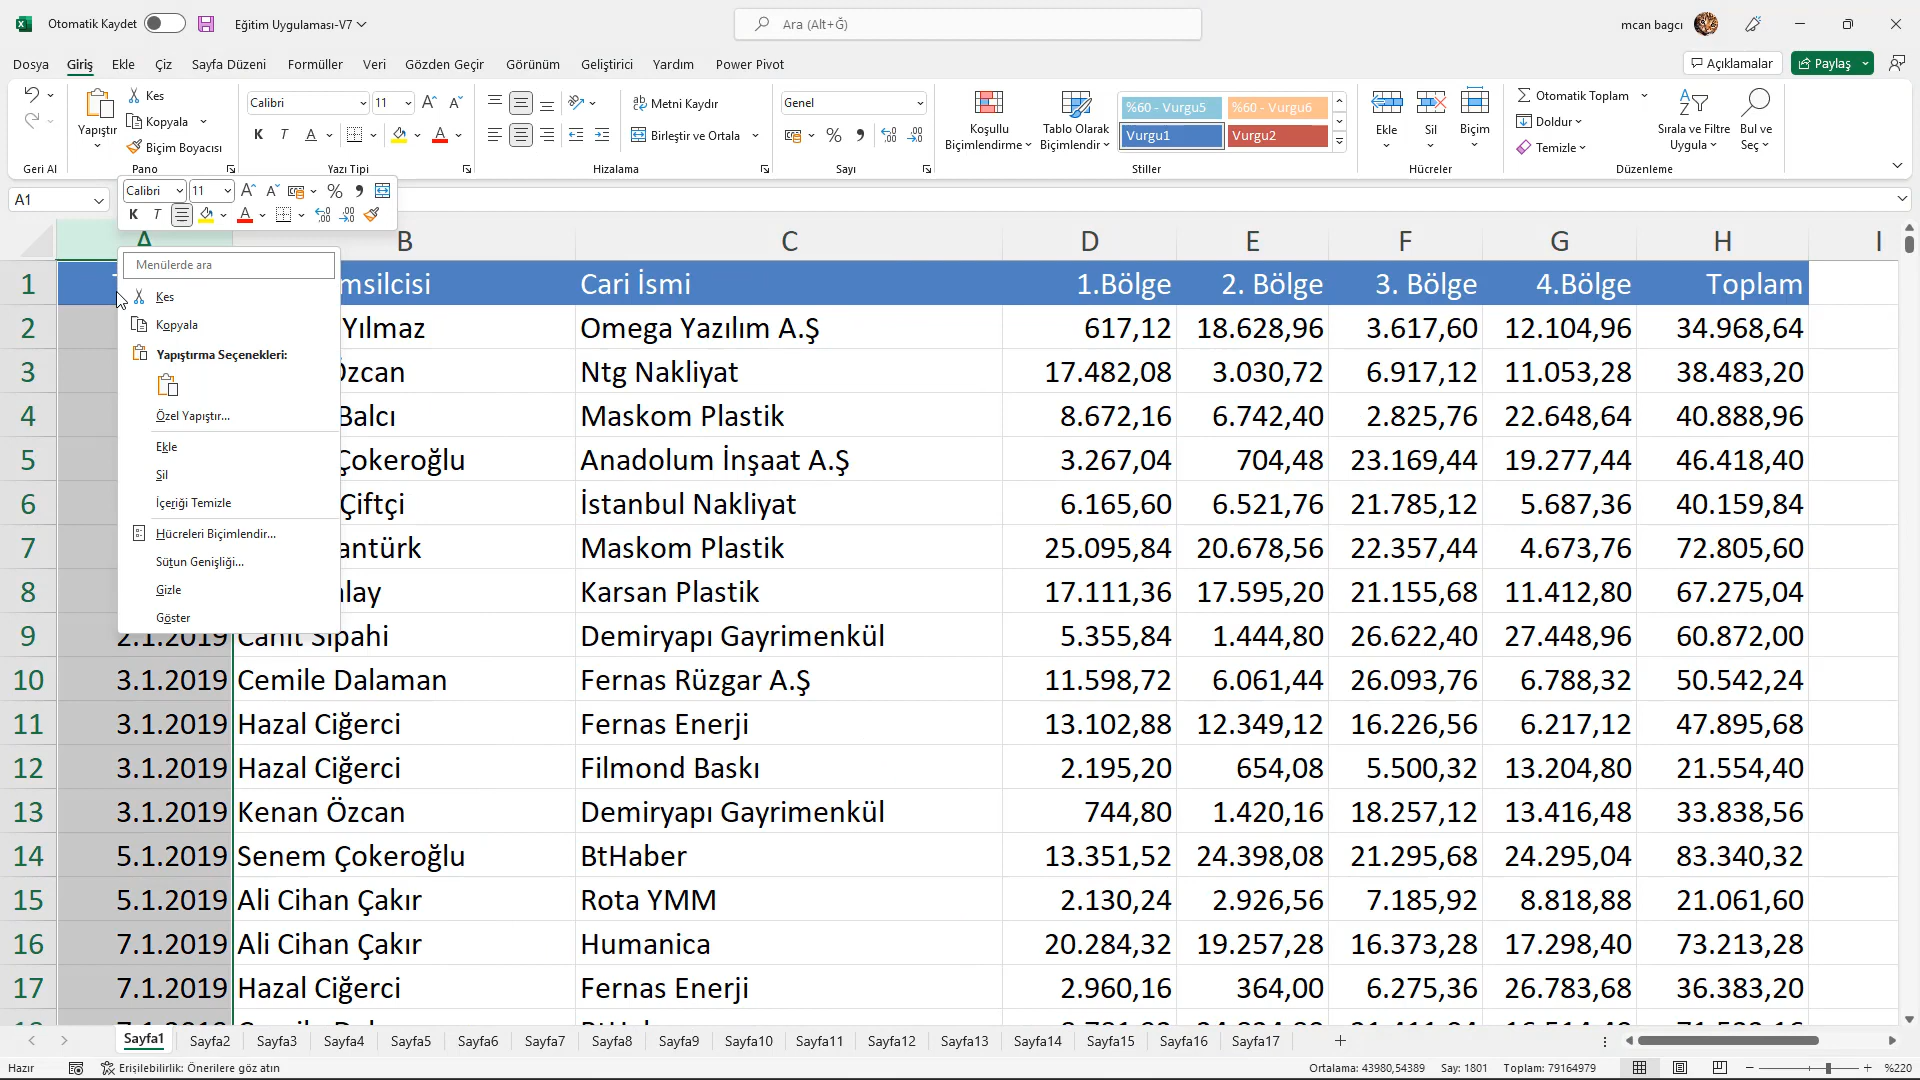 Otomatik Kaydet
Eğitim Uygulaması-V7
Ara (Alt+Ğ)
mcan bagcı
Dosya Giriş Ekle Çiz Sayfa Düzeni Formüller Veri Gözden Geçir Görünüm Geliştirici Yardım Power Pivot
Açıklamalar
Paylaş
Geri Al
Yapıştır
Kes
Kopyala
Biçim Boyacısı
Pano
Calibri
11
K T A
Yazı Tipi
Metni Kaydır
Birleştir ve Ortala
Hizalama
Genel
Sayı
Koşullu
Biçimlendirme
Tablo Olarak
Biçimlendir
%60 - Vurgu5
%60 - Vurgu6
Vurgu1
Vurgu2
Stiller
Ekle
Sil
Biçim
Hücreler
Otomatik Toplam
Doldur
Temizle
Sırala ve Filtre
Uygula
Bul ve
Seç
Düzenleme
A1
Calibri
11
K T
Menülerde ara
Kes
Kopyala
Yapıştırma Seçenekleri:
Özel Yapıştır...
Ekle
Sil
İçeriği Temizle
Hücreleri Biçimlendir...
Sütun Genişliği...
Gizle
Göster
A B C D E F G H I
1 msilcisi Cari İsmi 1.Bölge 2. Bölge 3. Bölge 4.Bölge Toplam
2 Yılmaz Omega Yazılım A.Ş 617,12 18.628,96 3.617,60 12.104,96 34.968,64
3 Özcan Ntg Nakliyat 17.482,08 3.030,72 6.917,12 11.053,28 38.483,20
4 Balcı Maskom Plastik 8.672,16 6.742,40 2.825,76 22.648,64 40.888,96
5 Çokeroğlu Anadolum İnşaat A.Ş 3.267,04 704,48 23.169,44 19.277,44 46.418,40
6 Çiftçi İstanbul Nakliyat 6.165,60 6.521,76 21.785,12 5.687,36 40.159,84
7 antürk Maskom Plastik 25.095,84 20.678,56 22.357,44 4.673,76 72.805,60
8 alay Karsan Plastik 17.111,36 17.595,20 21.155,68 11.412,80 67.275,04
9 2.1.2019 Cahit Sipahi Demiryapı Gayrimenkül 5.355,84 1.444,80 26.622,40 27.448,96 60.872,00
10 3.1.2019 Cemile Dalaman Fernas Rüzgar A.Ş 11.598,72 6.061,44 26.093,76 6.788,32 50.542,24
11 3.1.2019 Hazal Ciğerci Fernas Enerji 13.102,88 12.349,12 16.226,56 6.217,12 47.895,68
12 3.1.2019 Hazal Ciğerci Filmond Baskı 2.195,20 654,08 5.500,32 13.204,80 21.554,40
13 3.1.2019 Kenan Özcan Demiryapı Gayrimenkül 744,80 1.420,16 18.257,12 13.416,48 33.838,56
14 5.1.2019 Senem Çokeroğlu BtHaber 13.351,52 24.398,08 21.295,68 24.295,04 83.340,32
15 5.1.2019 Ali Cihan Çakır Rota YMM 2.130,24 2.926,56 7.185,92 8.818,88 21.061,60
16 7.1.2019 Ali Cihan Çakır Humanica 20.284,32 19.257,28 16.373,28 17.298,40 73.213,28
17 7.1.2019 Hazal Ciğerci Fernas Enerji 2.960,16 364,00 6.275,36 26.783,68 36.383,20
Sayfa1 Sayfa2 Sayfa3 Sayfa4 Sayfa5 Sayfa6 Sayfa7 Sayfa8 Sayfa9 Sayfa10 Sayfa11 Sayfa12 Sayfa13 Sayfa14 Sayfa15 Sayfa16 Sayfa17
Hazır
Erişilebilirlik: Önerilere göz atın
Ortalama: 43980,54389 Say: 1801 Toplam: 79164979
%220